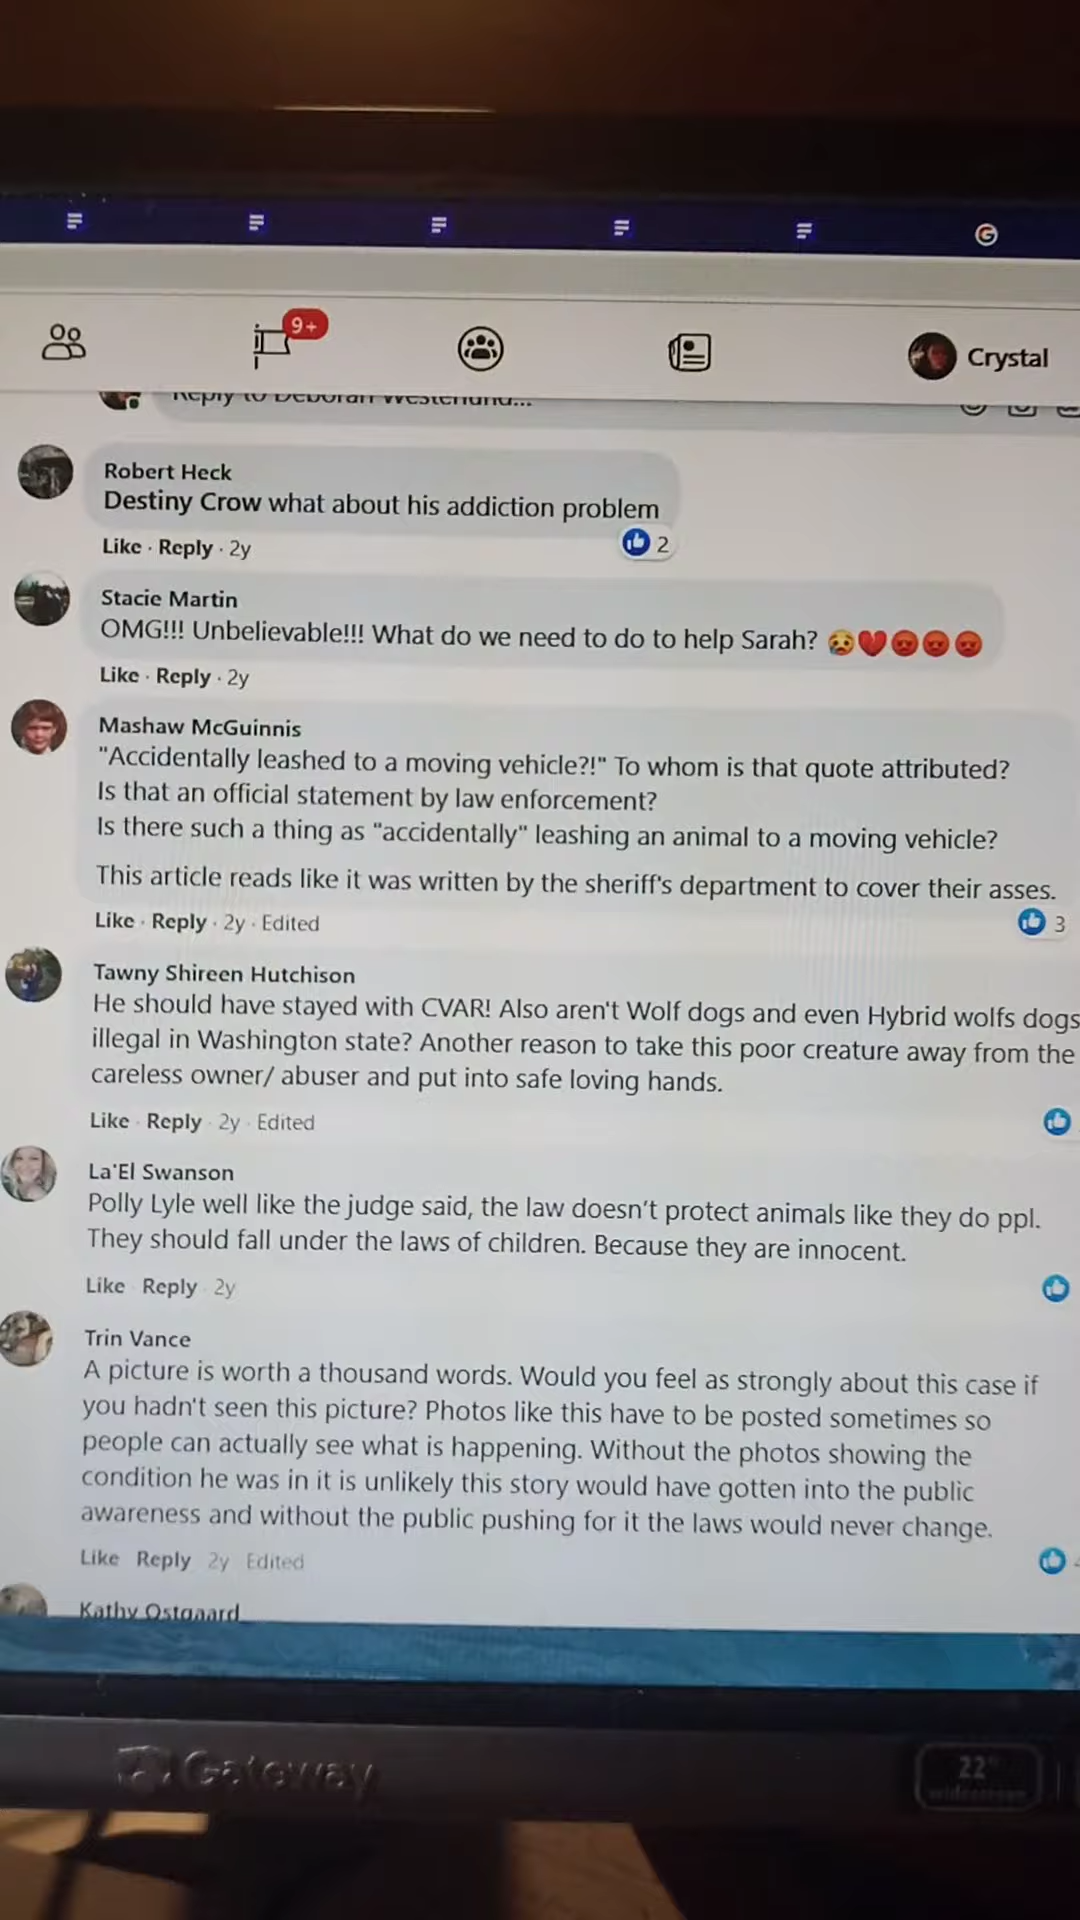 9+
Crystal
Reply to Deborah Westerlund...
Robert Heck
Destiny Crow what about his addiction problem
Like · Reply · 2y
2
Stacie Martin
OMG!!! Unbelievable!!! What do we need to do to help Sarah? 😥❤️😡😡😡
Like · Reply · 2y
Mashaw McGuinnis
"Accidentally leashed to a moving vehicle?!" To whom is that quote attributed?
Is that an official statement by law enforcement?
Is there such a thing as "accidentally" leashing an animal to a moving vehicle?
This article reads like it was written by the sheriff's department to cover their asses.
Like · Reply · 2y · Edited
3
Tawny Shireen Hutchison
He should have stayed with CVAR! Also aren't Wolf dogs and even Hybrid wolfs dogs
illegal in Washington state? Another reason to take this poor creature away from the
careless owner/ abuser and put into safe loving hands.
Like · Reply · 2y · Edited
La'El Swanson
Polly Lyle well like the judge said, the law doesn't protect animals like they do ppl.
They should fall under the laws of children. Because they are innocent.
Like Reply 2y
Trin Vance
A picture is worth a thousand words. Would you feel as strongly about this case if
you hadn't seen this picture? Photos like this have to be posted sometimes so
people can actually see what is happening. Without the photos showing the
condition he was in it is unlikely this story would have gotten into the public
awareness and without the public pushing for it the laws would never change.
Like Reply 2y Edited
Kathy Ostgaard
Gateway
22"
widescreen